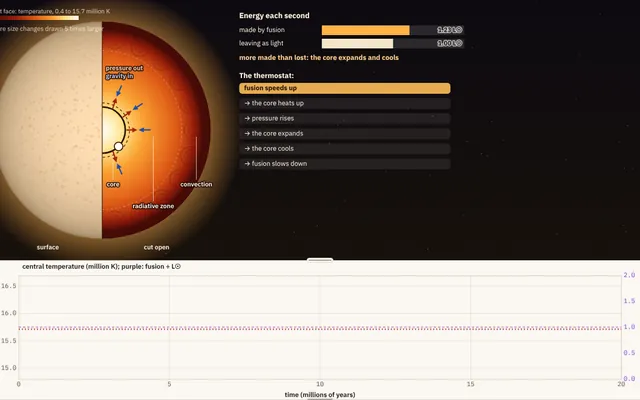 t face: temperature, 0.4 to 15.7 million K
re size changes drawn 5 times larger
pressure out
gravity in
core
radiative zone
convection
surface
cut open
Energy each second
made by fusion
1.23 L☉
leaving as light
1.00 L☉
more made than lost: the core expands and cools
The thermostat:
fusion speeds up
→ the core heats up
→ pressure rises
→ the core expands
→ the core cools
→ fusion slows down
central temperature (million K); purple: fusion ÷ L☉
16.5
16.0
15.5
15.0
2.0
1.5
1.0
0.5
0.0
0
5
10
15
20
time (millions of years)